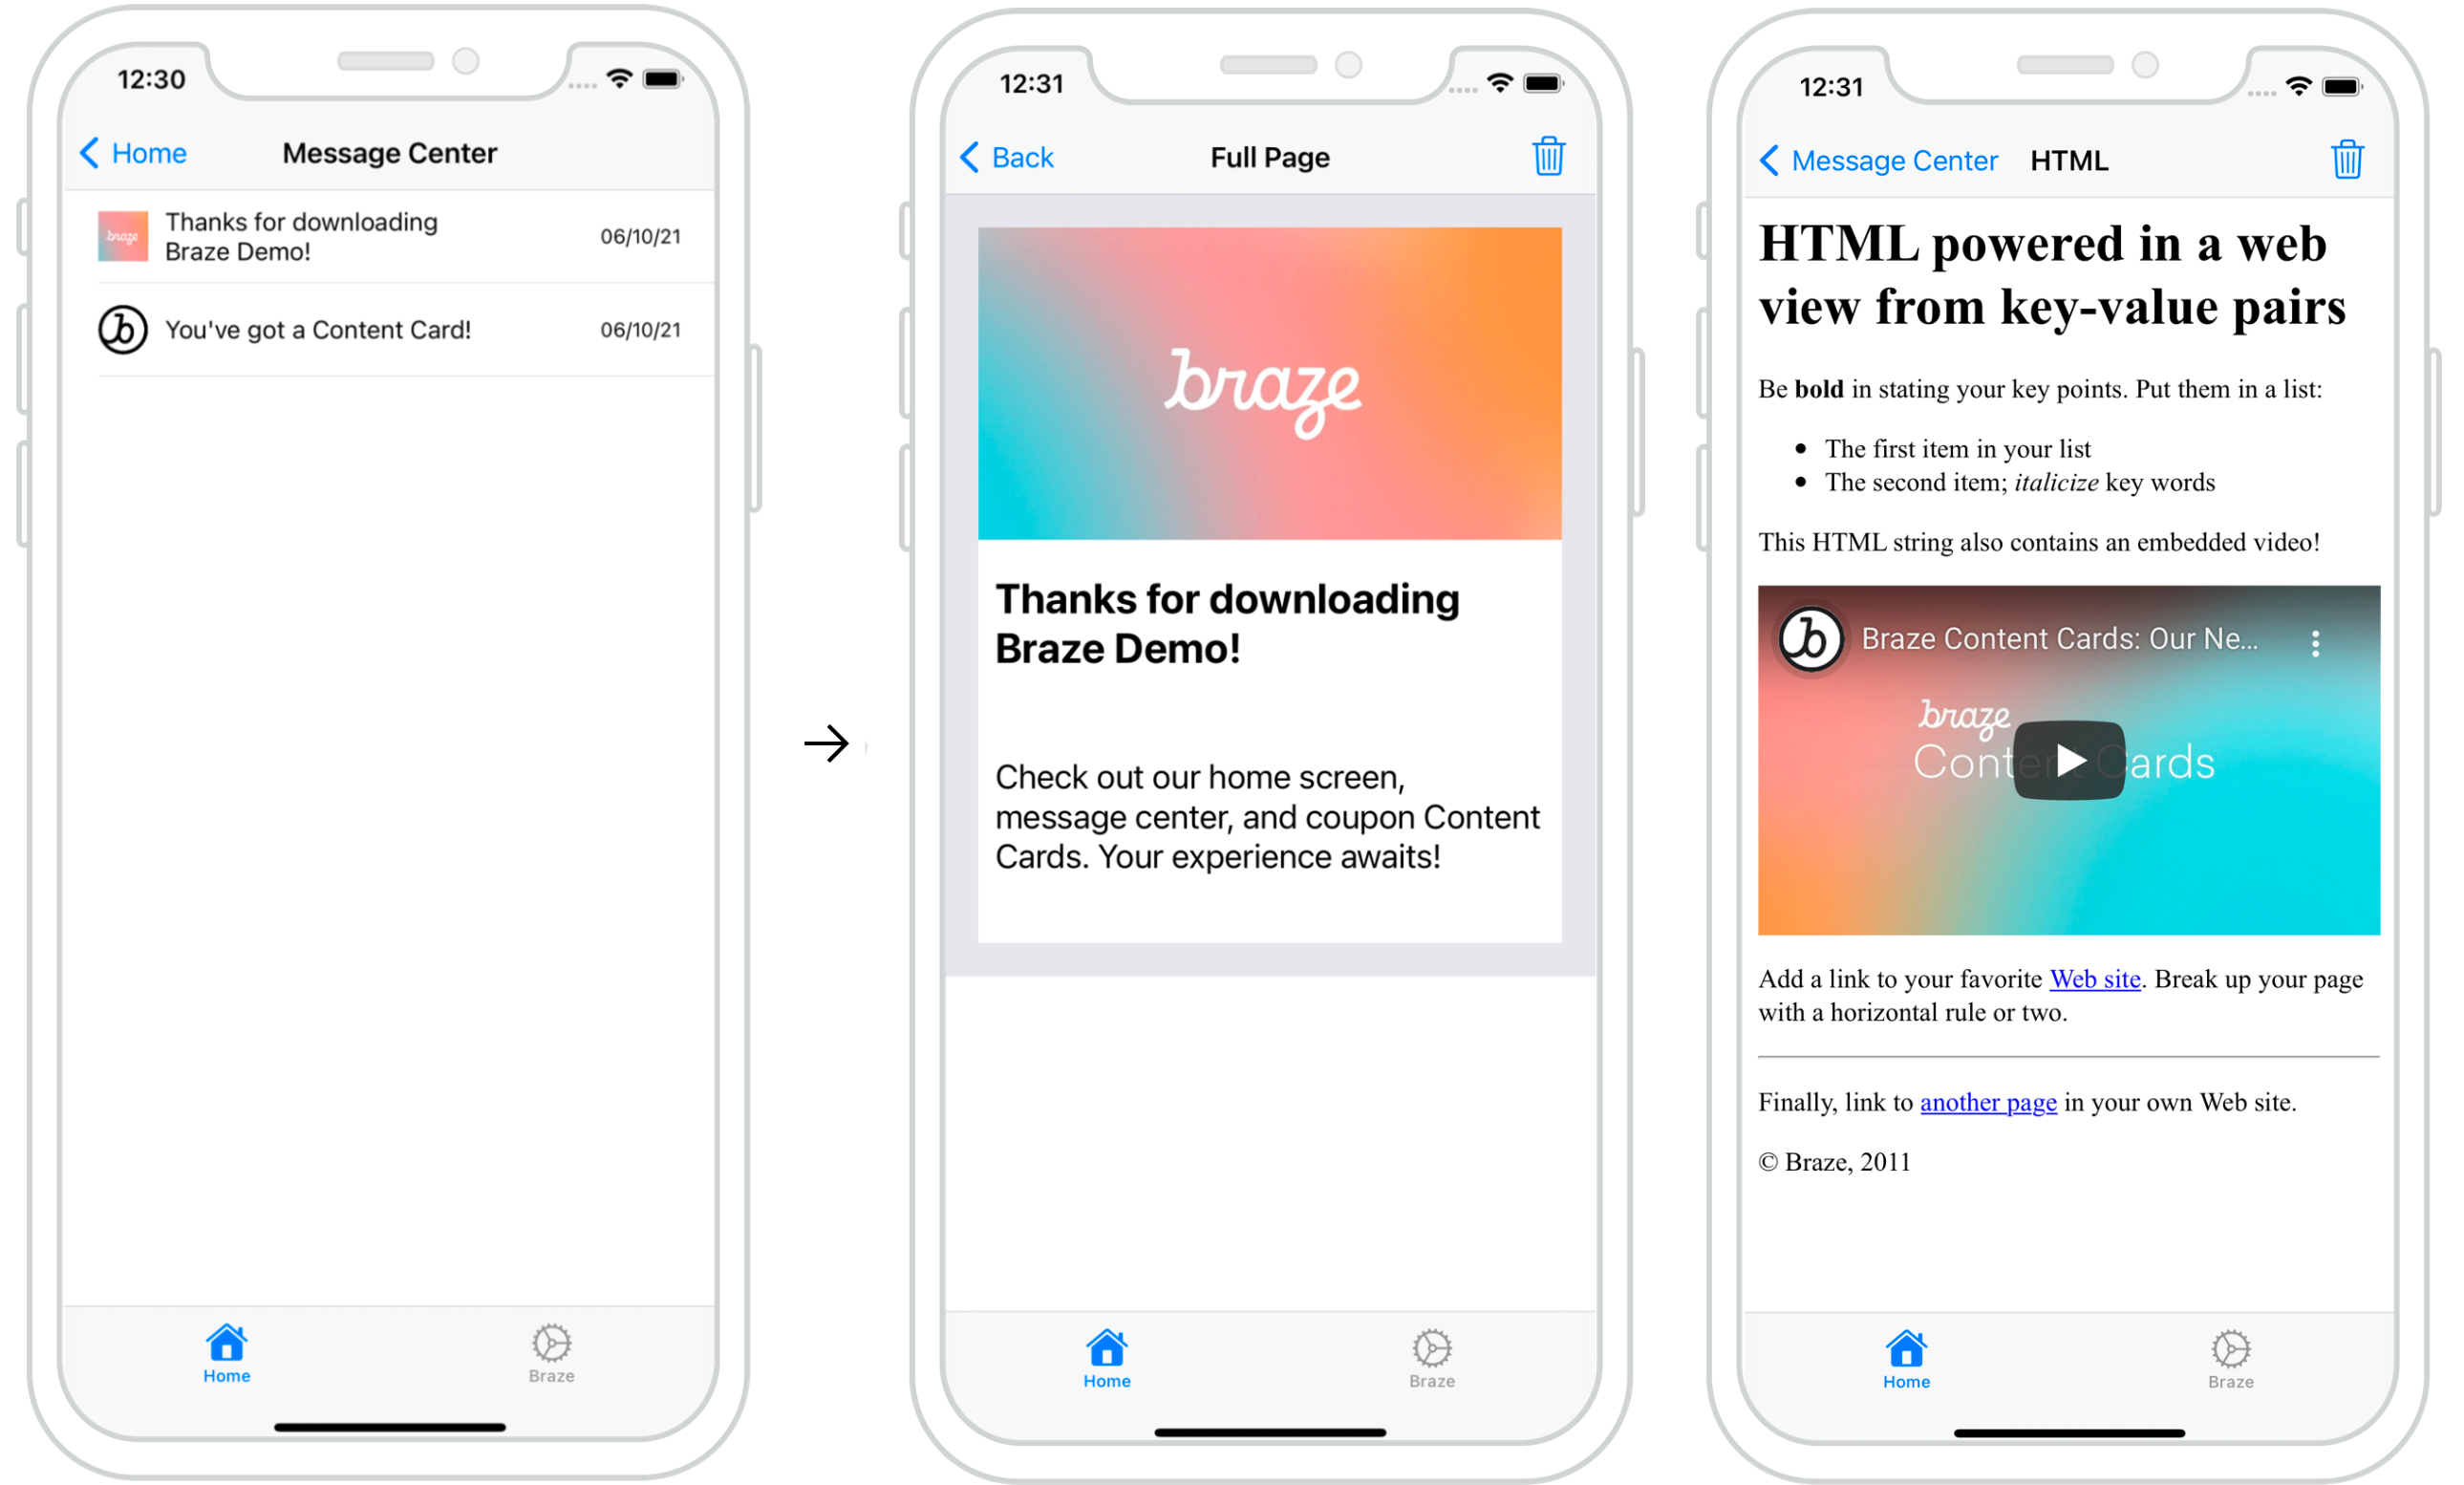 12:30
Home
Message Center
braze
Thanks for downloading
Braze Demo!
06/10/21
b
You've got a Content Card!
06/10/21
Home
Braze
12:31
Back
Full Page
braze
Thanks for downloading
Braze Demo!
Check out our home screen,
message center, and coupon Content
Cards. Your experience awaits!
Home
Braze
12:31
Message Center
HTML
HTML powered in a web
view from key-value pairs
Be bold in stating your key points. Put them in a list:
• The first item in your list
• The second item; italicize key words
This HTML string also contains an embedded video!
b
Braze Content Cards: Our Ne...
braze
Content Cards
Add a link to your favorite Web site. Break up your page
with a horizontal rule or two.
Finally, link to another page in your own Web site.
© Braze, 2011
Home
Braze